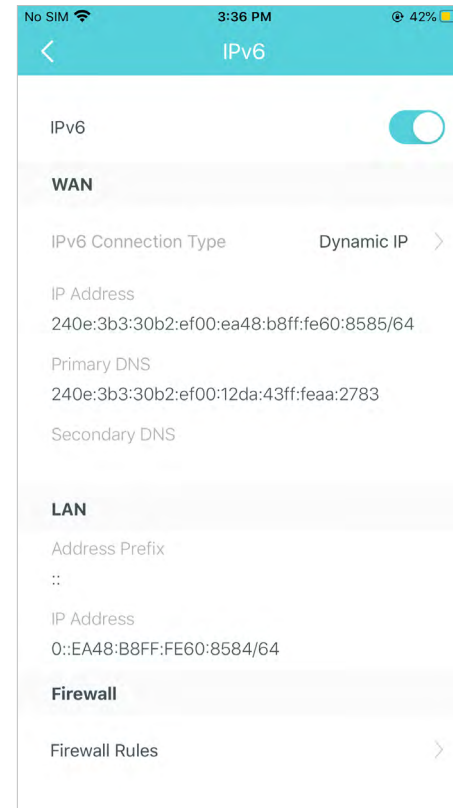 No SIM 3:36 PM 42%
IPv6
IPv6
WAN
IPv6 Connection Type Dynamic IP
IP Address
240e:3b3:30b2:ef00:ea48:b8ff:fe60:8585/64
Primary DNS
240e:3b3:30b2:ef00:12da:43ff:feaa:2783
Secondary DNS
LAN
Address Prefix
::
IP Address
0::EA48:B8FF:FE60:8584/64
Firewall
Firewall Rules